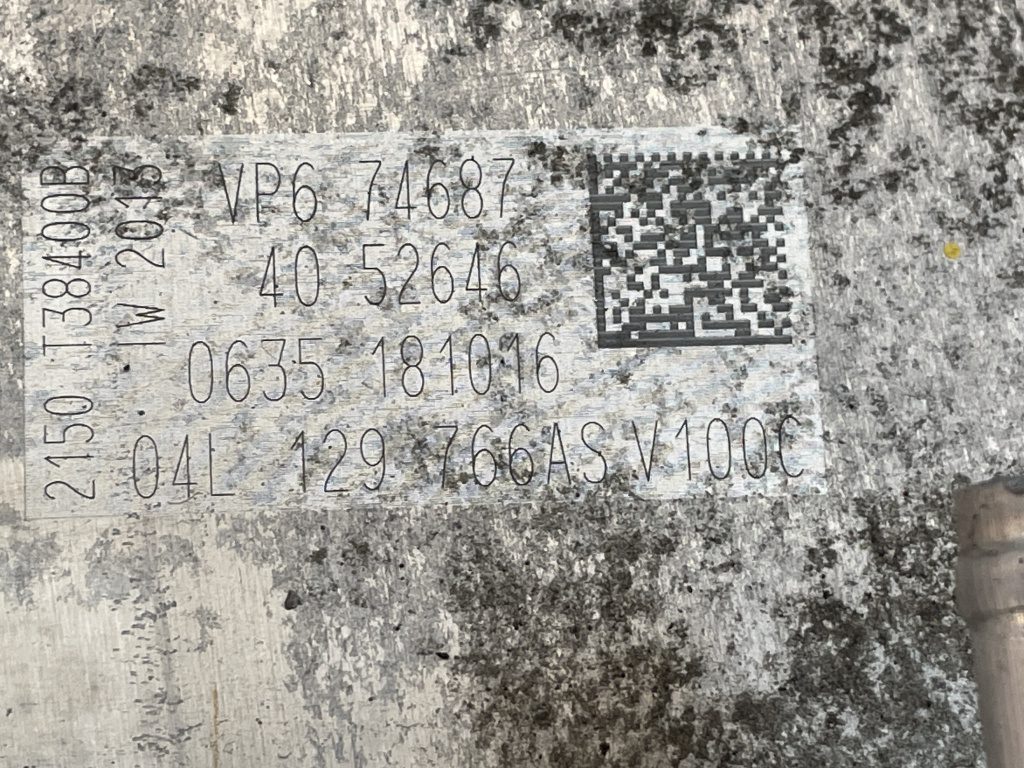 VP6 74687
40 52646
0635 181016
04L 129 766AS V100C
2150 T38400B
IW 2013